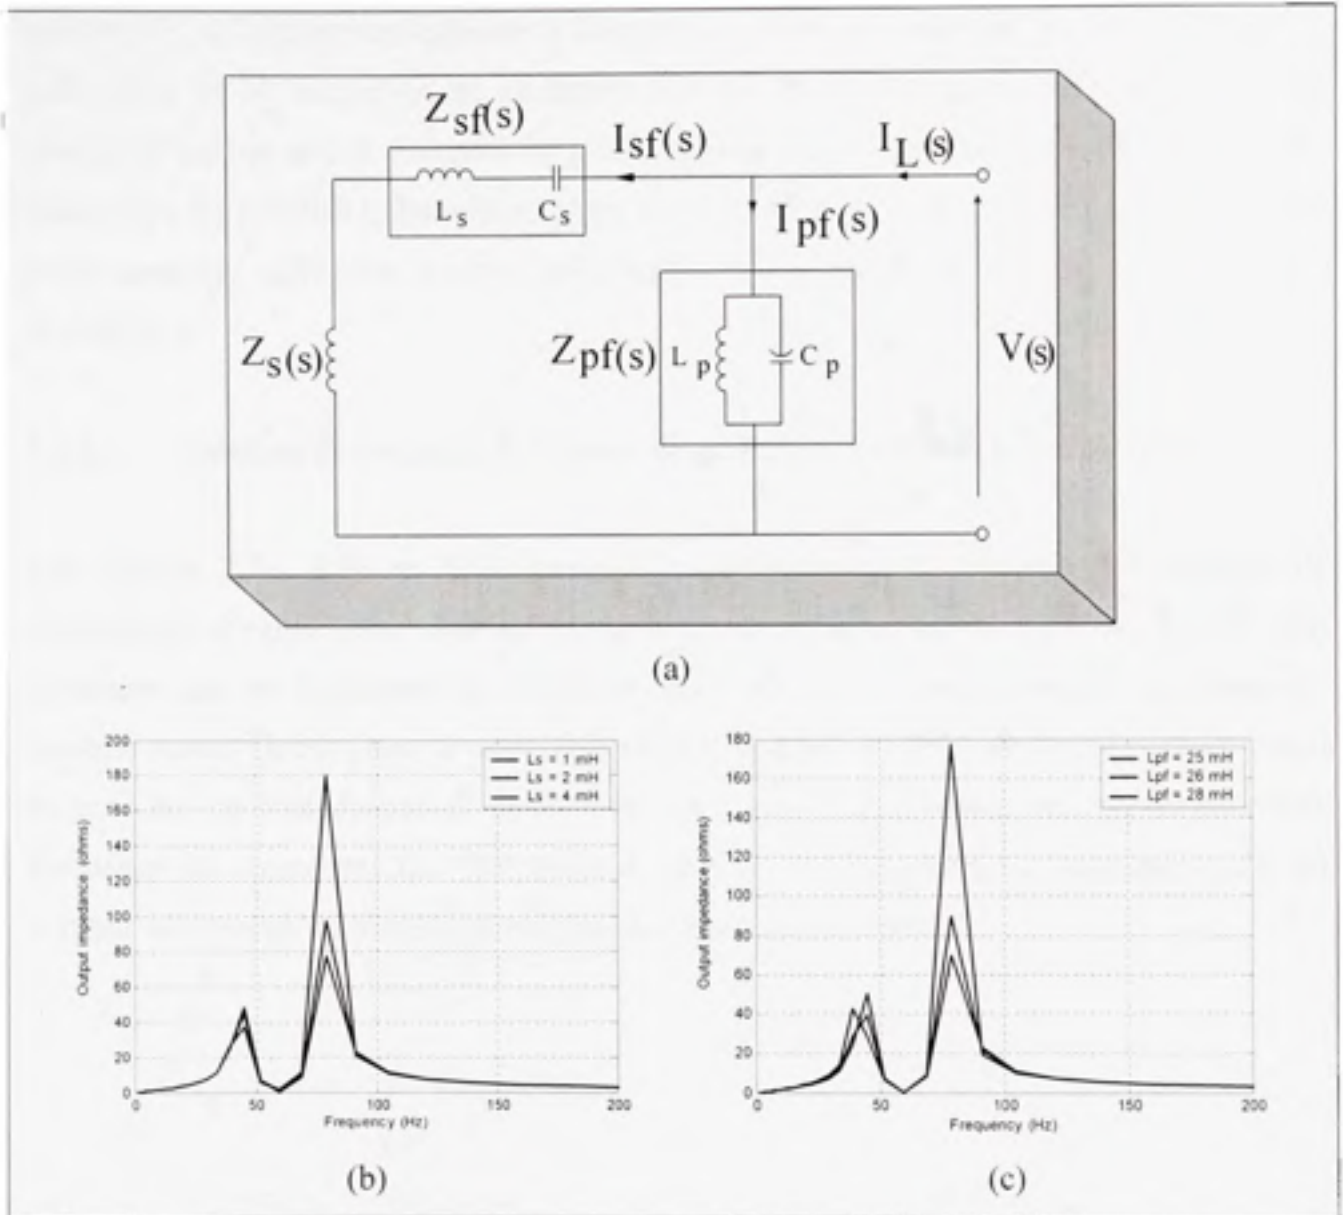 Zsf(s)
Isf(s)
IL(s)
Ls
Cs
Ipf(s)
Zs(s)
Zpf(s)
Lp
Cp
V(s)
(a)
200
180
160
140
120
100
80
60
40
20
0
Output impedance (ohms)
Ls = 1 mH
Ls = 2 mH
Ls = 4 mH
0
50
100
150
200
Frequency (Hz)
(b)
180
160
140
120
100
80
60
40
20
0
Output impedance (ohms)
Lpf = 25 mH
Lpf = 26 mH
Lpf = 28 mH
0
50
100
150
200
Frequency (Hz)
(c)